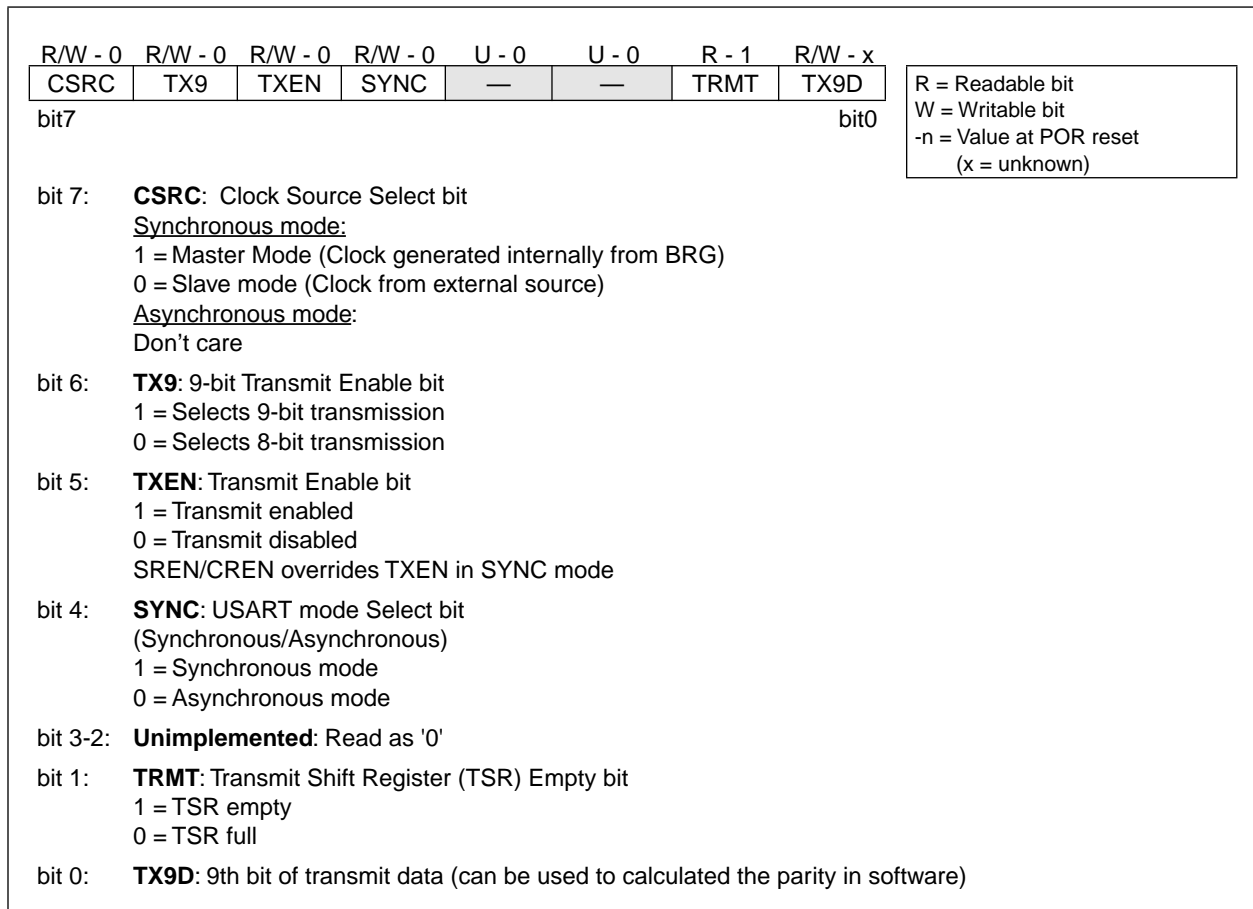 R/W - 0 R/W - 0 R/W - 0 R/W - 0 U - 0 U - 0 R - 1 R/W - x
CSRC TX9 TXEN SYNC — — TRMT TX9D
bit7 bit0
R = Readable bit
W = Writable bit
-n = Value at POR reset
(x = unknown)
bit 7: CSRC: Clock Source Select bit
Synchronous mode:
1 = Master Mode (Clock generated internally from BRG)
0 = Slave mode (Clock from external source)
Asynchronous mode:
Don't care
bit 6: TX9: 9-bit Transmit Enable bit
1 = Selects 9-bit transmission
0 = Selects 8-bit transmission
bit 5: TXEN: Transmit Enable bit
1 = Transmit enabled
0 = Transmit disabled
SREN/CREN overrides TXEN in SYNC mode
bit 4: SYNC: USART mode Select bit
(Synchronous/Asynchronous)
1 = Synchronous mode
0 = Asynchronous mode
bit 3-2: Unimplemented: Read as '0'
bit 1: TRMT: Transmit Shift Register (TSR) Empty bit
1 = TSR empty
0 = TSR full
bit 0: TX9D: 9th bit of transmit data (can be used to calculated the parity in software)